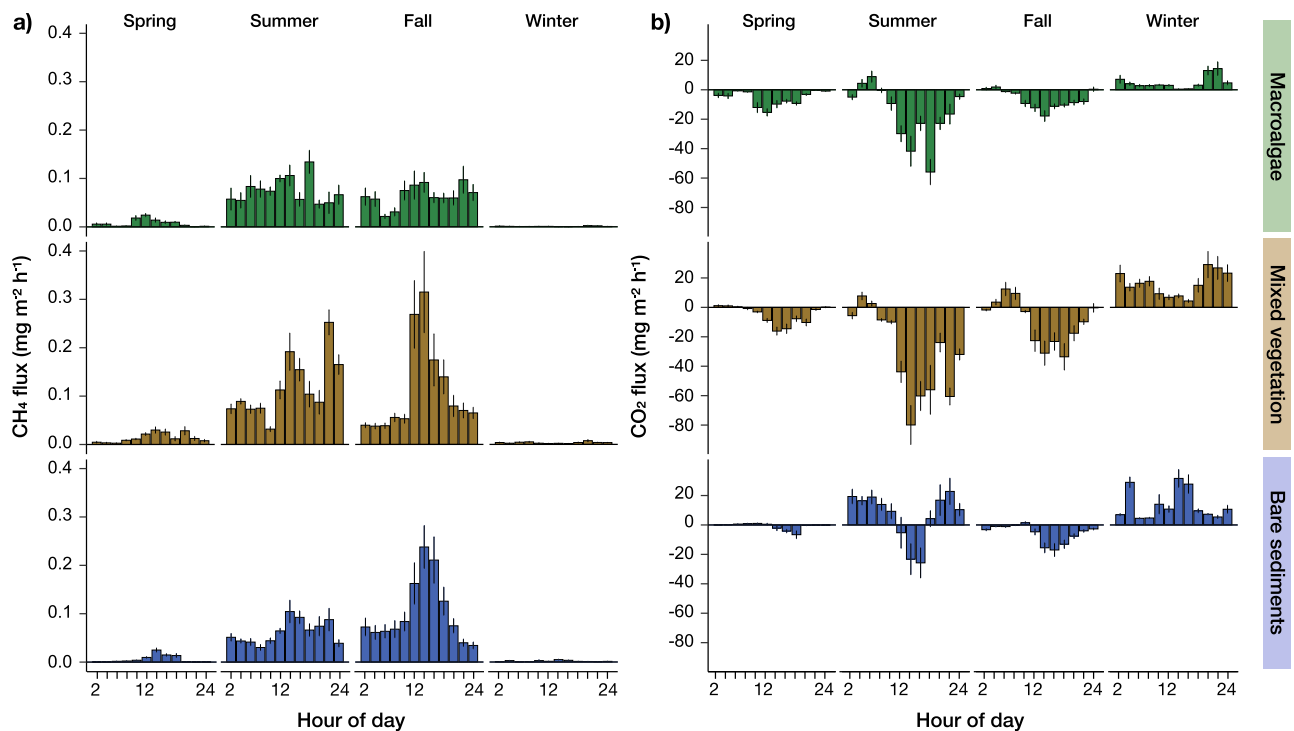 a)
Spring Summer Fall Winter
0.4
0.3
0.2
0.1
0.0
0.4
0.3
0.2
0.1
0.0
0.4
0.3
0.2
0.1
0.0
CH₄ flux (mg m⁻² h⁻¹)
2 12 24 2 12 24 2 12 24 2 12 24
Hour of day
b)
Spring Summer Fall Winter
20
0
-20
-40
-60
-80
20
0
-20
-40
-60
-80
20
0
-20
-40
-60
-80
CO₂ flux (mg m⁻² h⁻¹)
2 12 24 2 12 24 2 12 24 2 12 24
Hour of day
Macroalgae
Mixed vegetation
Bare sediments